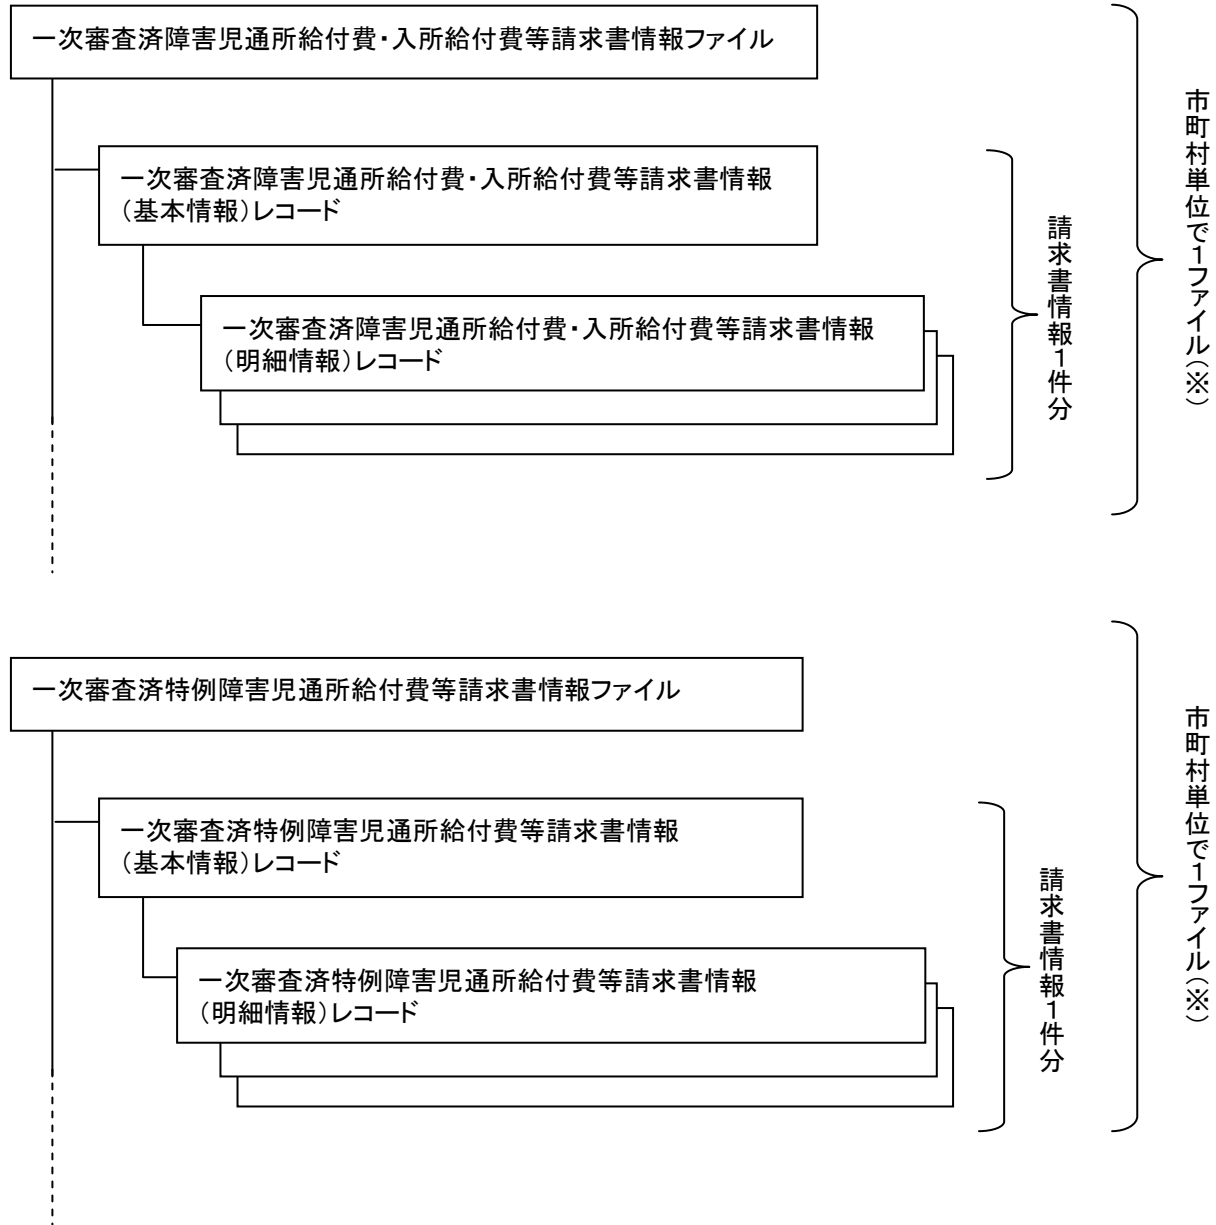 一次審査済障害児通所給付費・入所給付費等請求書情報ファイル
一次審査済障害児通所給付費・入所給付費等請求書情報
（基本情報）レコード
一次審査済障害児通所給付費・入所給付費等請求書情報
（明細情報）レコード
請求書情報１件分
市町村単位で１ファイル（※）
一次審査済特例障害児通所給付費等請求書情報ファイル
一次審査済特例障害児通所給付費等請求書情報
（基本情報）レコード
一次審査済特例障害児通所給付費等請求書情報
（明細情報）レコード
請求書情報１件分
市町村単位で１ファイル（※）